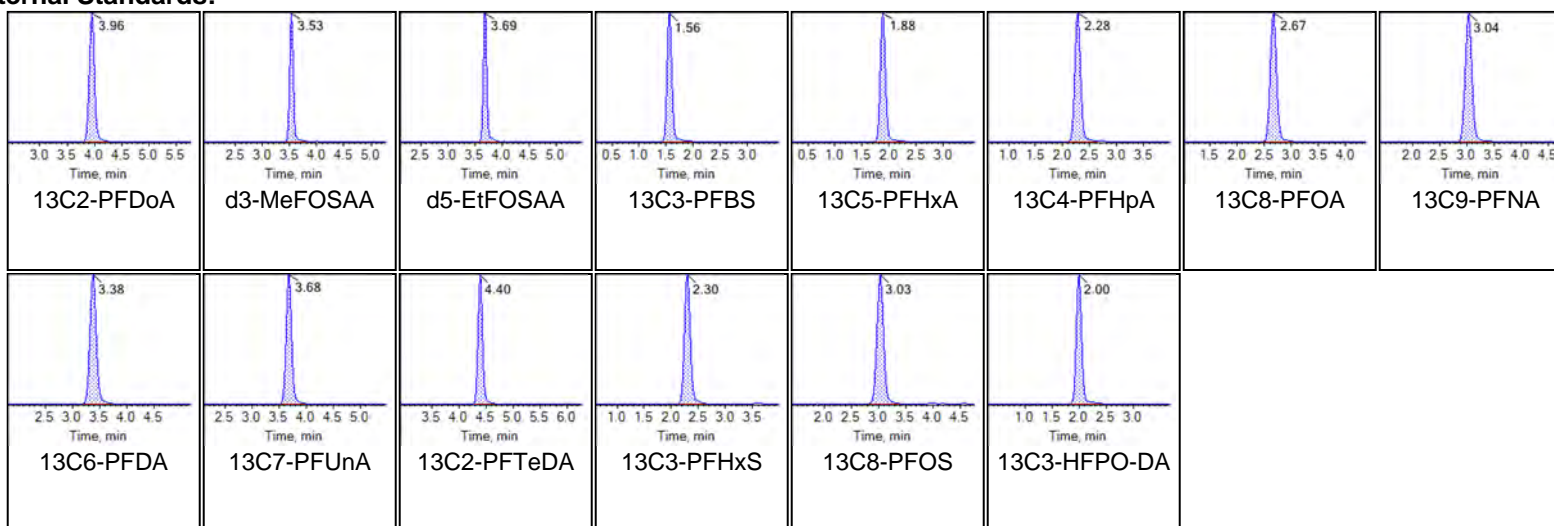 ternal Standards:
3.96 3.53 3.69 1.56 1.88 2.28 2.67 3.04
3.0 3.5 4.0 4.5 5.0 5.5 2.5 3.0 3.5 4.0 4.5 5.0 2.5 3.0 3.5 4.0 4.5 5.0 0.5 1.0 1.5 2.0 2.5 3.0 0.5 1.0 1.5 2.0 2.5 3.0 1.0 1.5 2.0 2.5 3.0 3.5 1.5 2.0 2.5 3.0 3.5 4.0 2.0 2.5 3.0 3.5 4.0 4.5
Time, min Time, min Time, min Time, min Time, min Time, min Time, min Time, min
13C2-PFDoA d3-MeFOSAA d5-EtFOSAA 13C3-PFBS 13C5-PFHxA 13C4-PFHpA 13C8-PFOA 13C9-PFNA
3.38 3.68 4.40 2.30 3.03 2.00
2.5 3.0 3.5 4.0 4.5 2.5 3.0 3.5 4.0 4.5 5.0 3.5 4.0 4.5 5.0 5.5 6.0 1.0 1.5 2.0 2.5 3.0 3.5 2.0 2.5 3.0 3.5 4.0 4.5 1.0 1.5 2.0 2.5 3.0
Time, min Time, min Time, min Time, min Time, min Time, min
13C6-PFDA 13C7-PFUnA 13C2-PFTeDA 13C3-PFHxS 13C8-PFOS 13C3-HFPO-DA